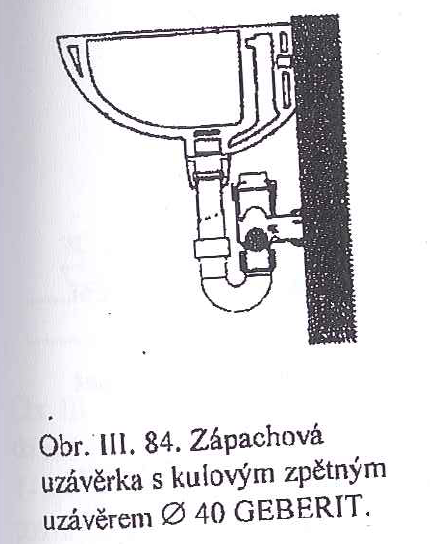 Obr. III. 84. Zápachová
uzávěrka s kulovým zpětným
uzávěrem Ø 40 GEBERIT.